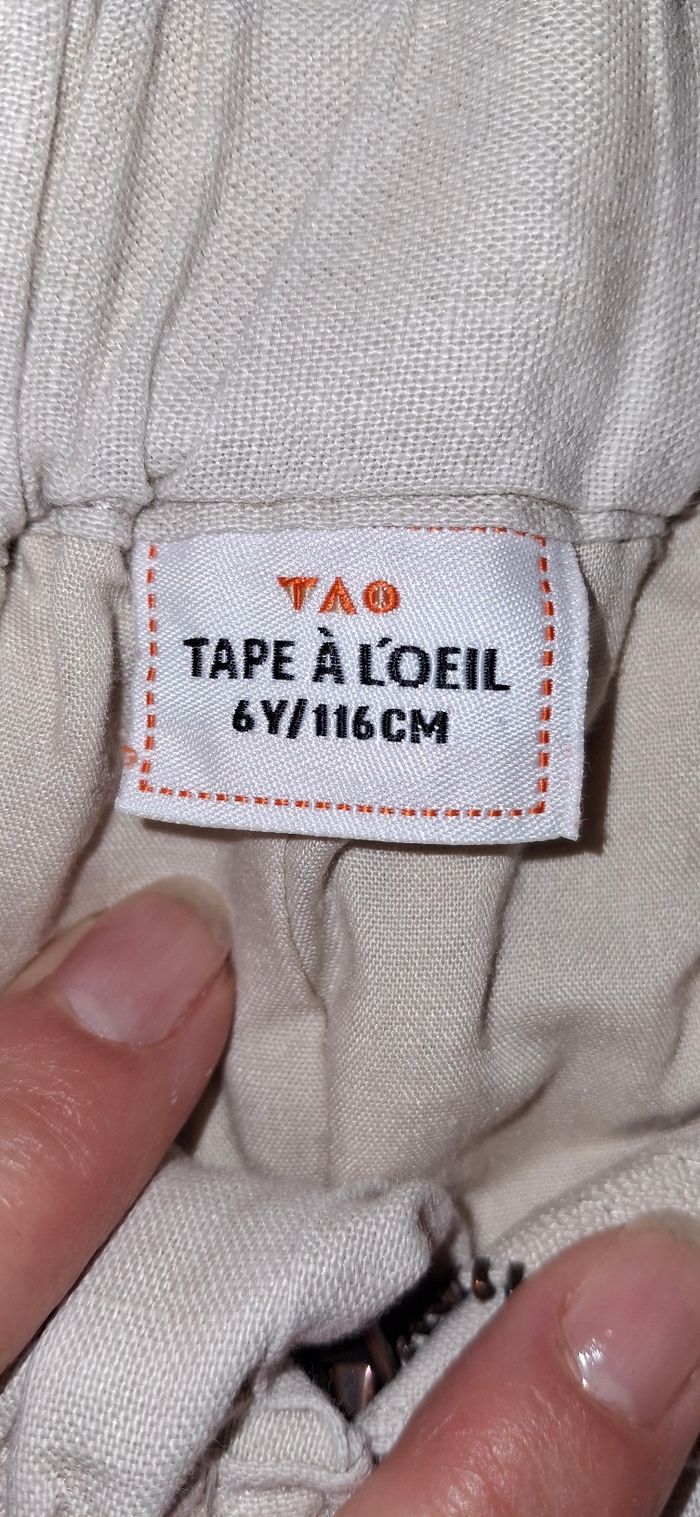 TAO
TAPE À L'OEIL
6Y/116CM